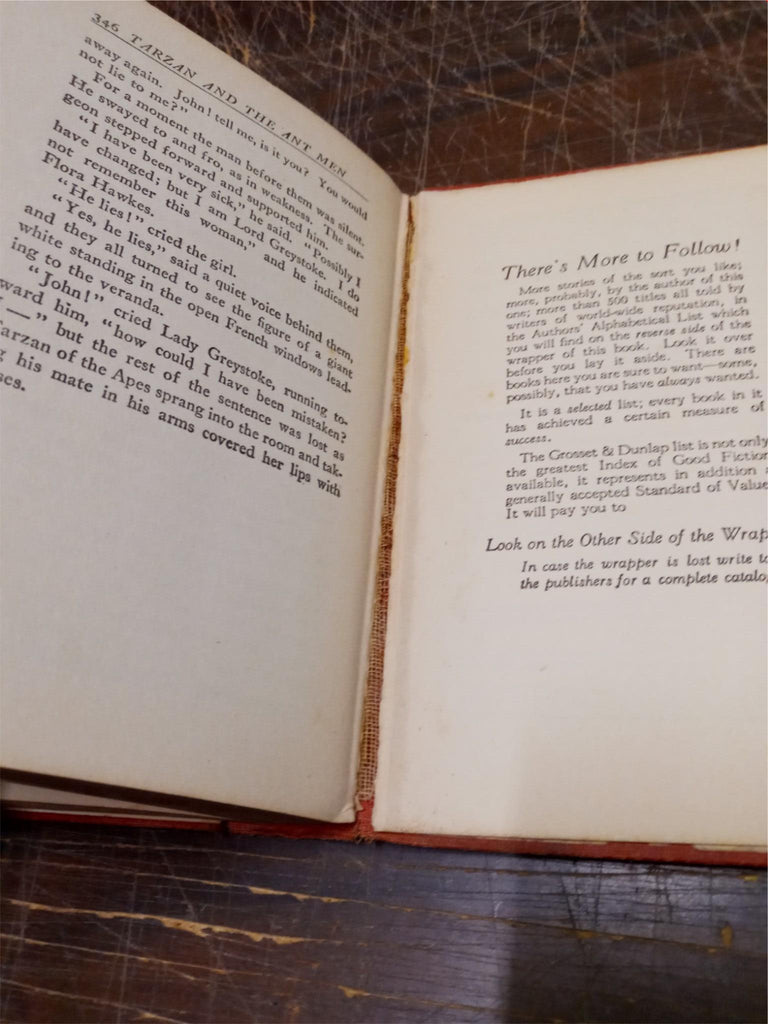 346 TARZAN AND THE ANT MEN
away again. John! tell me, is it you? You would
not lie to me?"
For a moment the man before them was silent.
He swayed to and fro, as in weakness. The sur-
geon stepped forward and supported him.
"I have been very sick," he said. "Possibly I
have changed; but I am Lord Greystoke. I do
not remember this woman," and he indicated
Flora Hawkes.
"He lies!" cried the girl.
"Yes, he lies," said a quiet voice behind them,
and they all turned to see the figure of a giant
white standing in the open French windows lead-
ing to the veranda.
"John!" cried Lady Greystoke, running to-
ward him, "how could I have been mistaken?
—" but the rest of the sentence was lost as
arzan of the Apes sprang into the room and tak-
his mate in his arms covered her lips with
ses.
There's More to Follow!
More stories of the sort you like;
more, probably, by the author of this
one; more than 500 titles all told by
writers of world-wide reputation, in
the Authors' Alphabetical List which
you will find on the reverse side of the
wrapper of this book. Look it over
before you lay it aside. There are
books here you are sure to want—some,
possibly, that you have always wanted.
It is a selected list; every book in it
has achieved a certain measure of
success.
The Grosset & Dunlap list is not only
the greatest Index of Good Fiction
available, it represents in addition a
generally accepted Standard of Value
It will pay you to
Look on the Other Side of the Wrap
In case the wrapper is lost write to
the publishers for a complete catalo